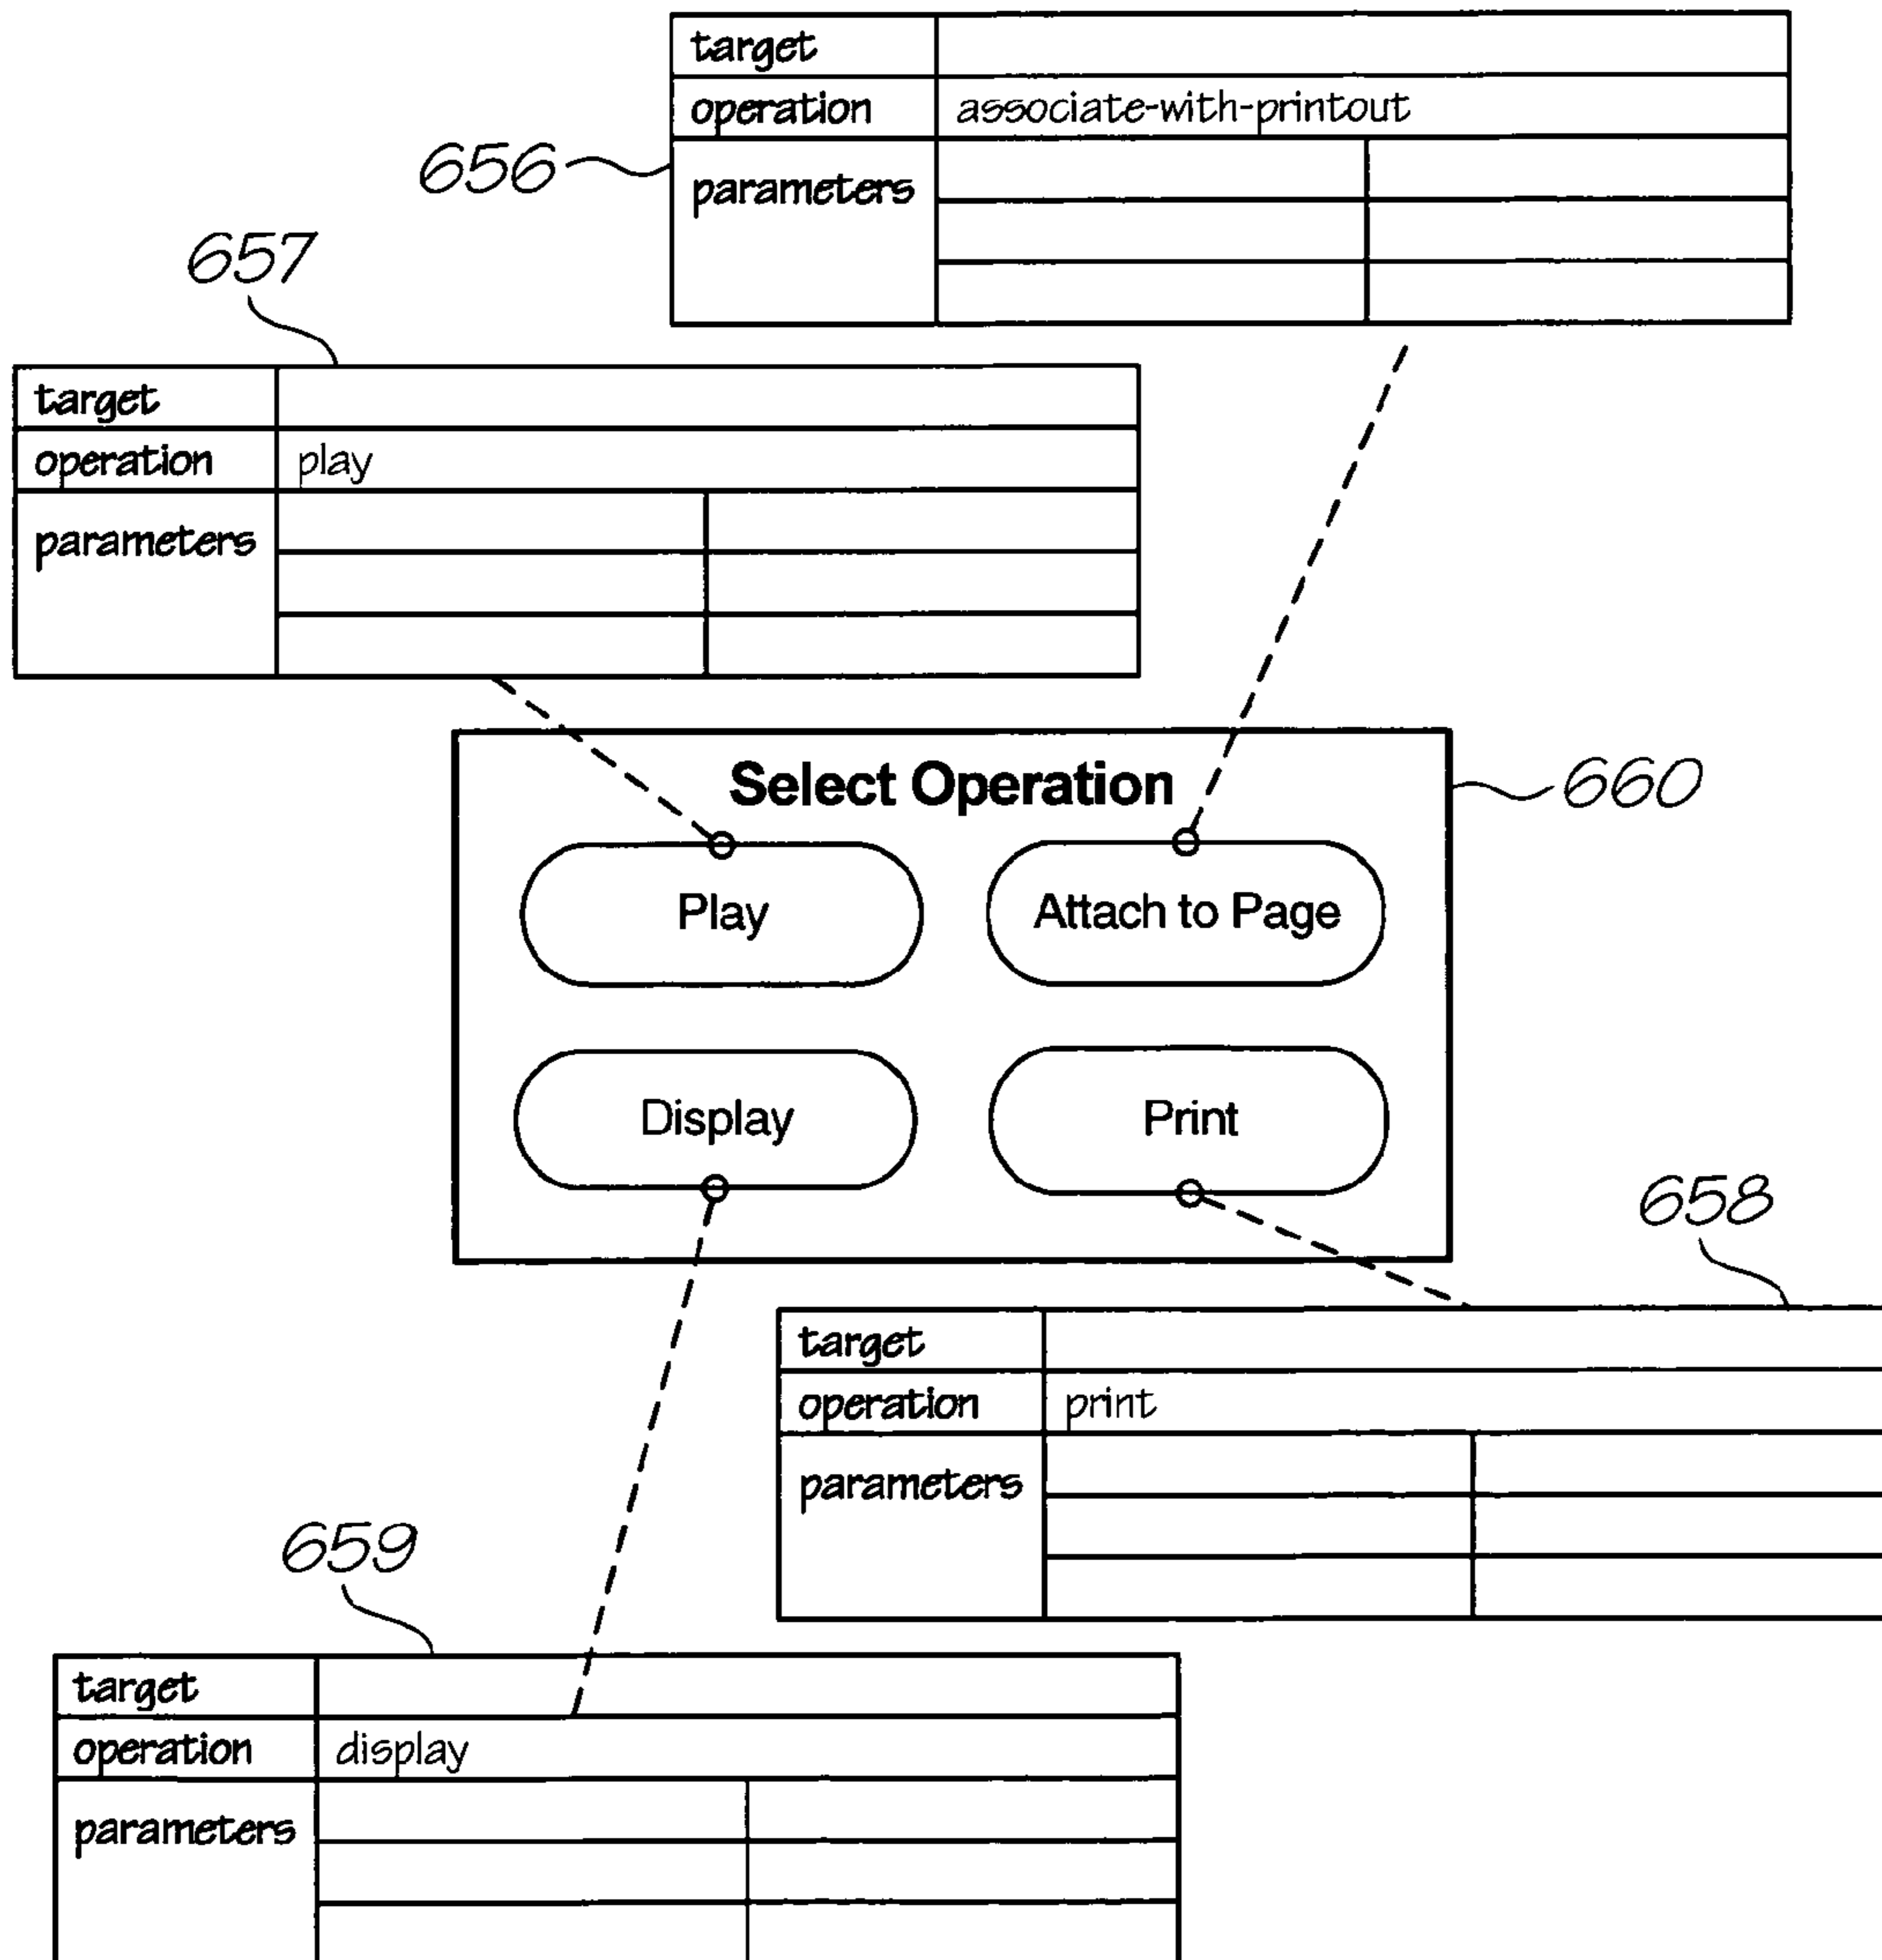 target
operation associate-with-printout
656
parameters
657
target
operation play
parameters
Select Operation
660
Play Attach to Page
Display Print
658
target
operation print
parameters
659
target
operation display
parameters